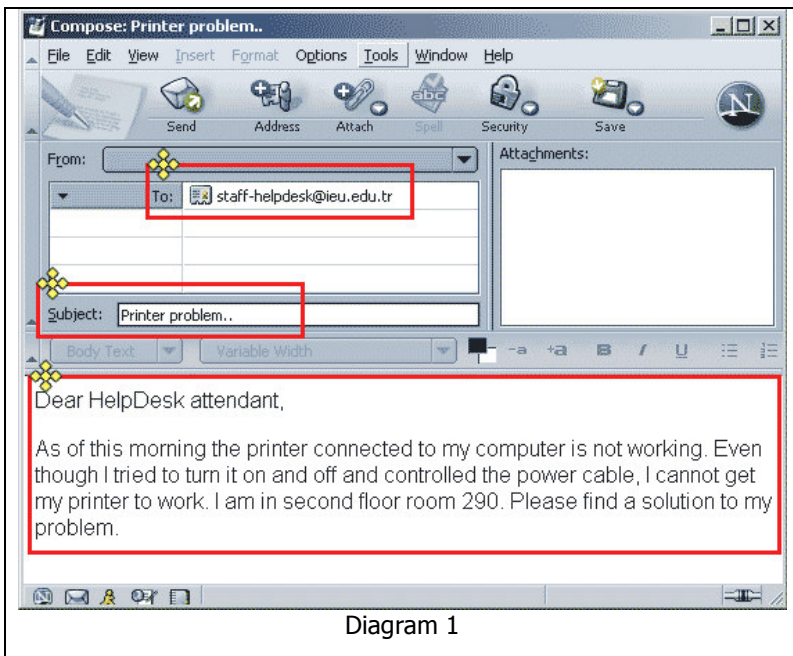 Compose: Printer problem..
File Edit View Insert Format Options Tools Window Help
Send Address Attach Spell Security Save
N
From:
Attachments:
To: staff-helpdesk@ieu.edu.tr
Subject: Printer problem..
Body Text Variable Width -a +a B I U
Dear HelpDesk attendant,
As of this morning the printer connected to my computer is not working. Even
though I tried to turn it on and off and controlled the power cable, I cannot get
my printer to work. I am in second floor room 290. Please find a solution to my
problem.
Diagram 1